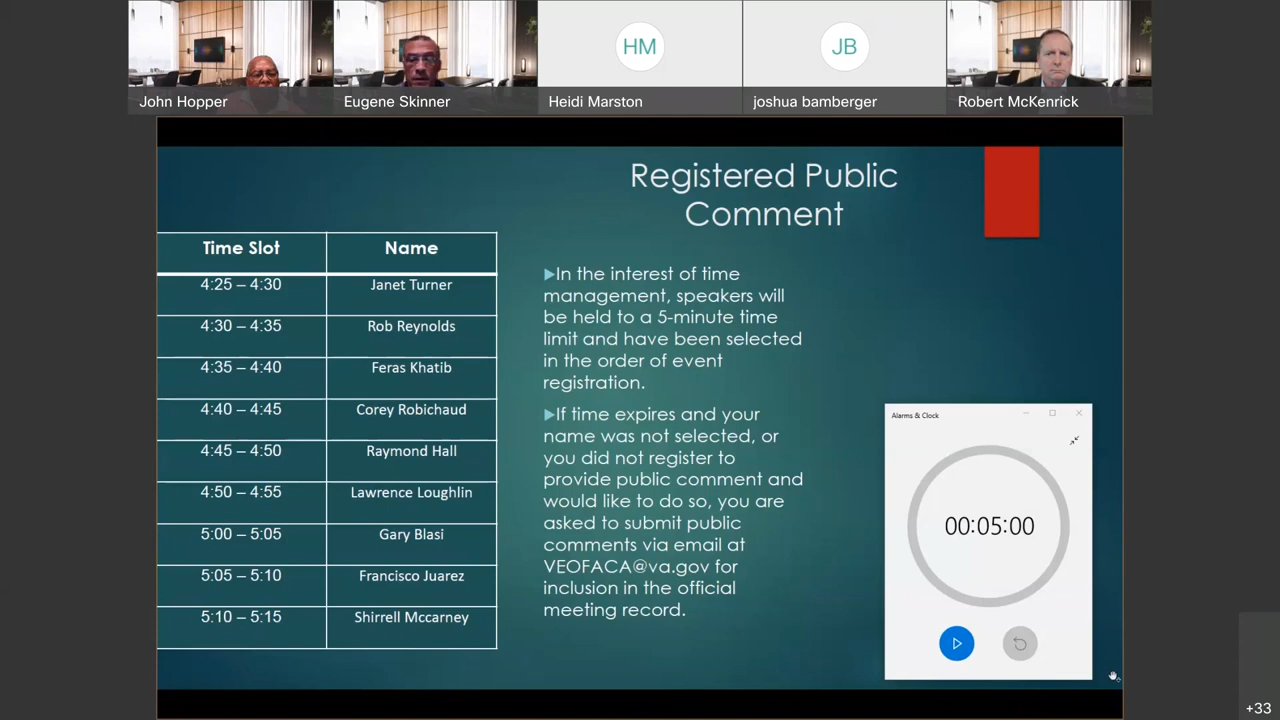 HM
JB
John Hopper
Eugene Skinner
Heidi Marston
joshua bamberger
Robert McKenrick
Registered Public
Comment
Time Slot Name
4:25 – 4:30 Janet Turner
4:30 – 4:35 Rob Reynolds
4:35 – 4:40 Feras Khatib
4:40 – 4:45 Corey Robichaud
4:45 – 4:50 Raymond Hall
4:50 – 4:55 Lawrence Loughlin
5:00 – 5:05 Gary Blasi
5:05 – 5:10 Francisco Juarez
5:10 – 5:15 Shirrell Mccarney
In the interest of time
management, speakers will
be held to a 5-minute time
limit and have been selected
in the order of event
registration.
If time expires and your
name was not selected, or
you did not register to
provide public comment and
would like to do so, you are
asked to submit public
comments via email at
VEOFACA@va.gov for
inclusion in the official
meeting record.
Alarms & Clock
00:05:00
+33